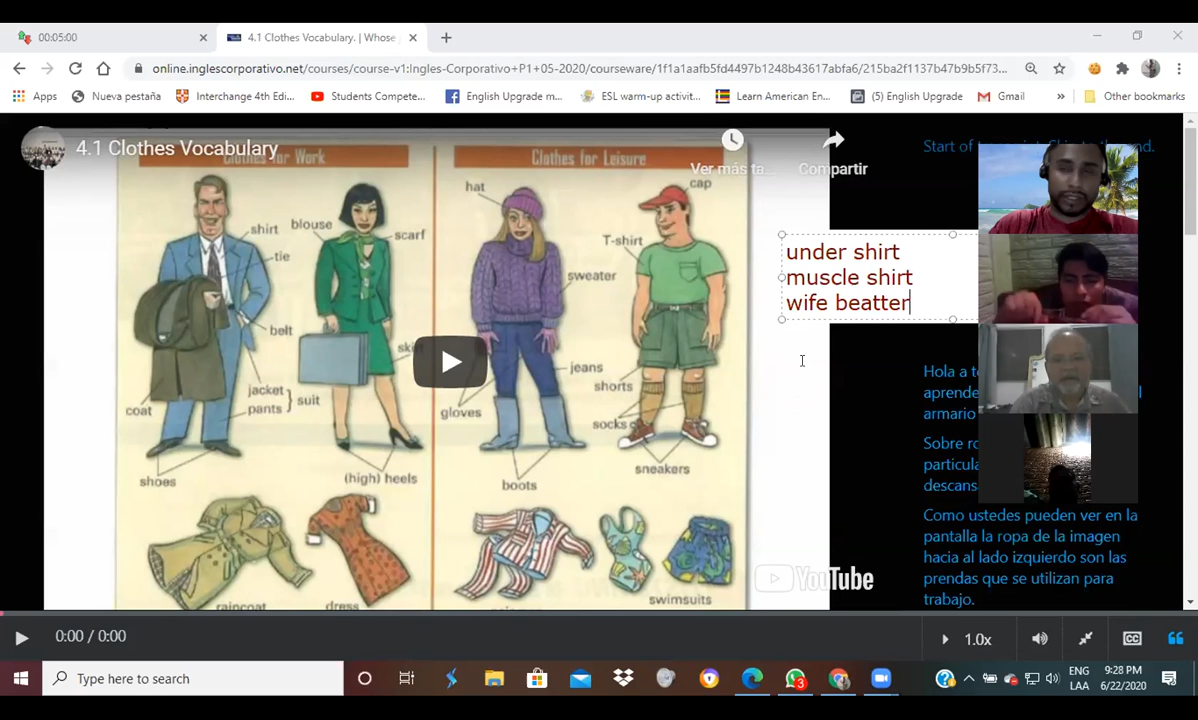 00:05:00
4.1 Clothes Vocabulary. | Whose
online.inglescorporativo.net/courses/course-v1:Ingles-Corporativo+P1+05-2020/courseware/1f1a1aafb5fd4497b1248b43617abfa6/215ba2f1137b47b9b5f73...
Apps
Nueva pestaña
Interchange 4th Edi...
Students Compete...
English Upgrade m...
ESL warm-up activit...
Learn American En...
(5) English Upgrade
Gmail
»
Other bookmarks
4.1 Clothes Vocabulary
Ver más ta...
Compartir
Clothes for Work
Clothes for Leisure
shirt
blouse
scarf
tie
belt
skirt
jacket
pants
suit
coat
shoes
(high) heels
raincoat
dress
hat
cap
T-shirt
sweater
jeans
shorts
gloves
socks
sneakers
boots
swimsuits
YouTube
under shirt
muscle shirt
wife beatter
Start of
end.
Hola a
aprende
armario
Sobre
particula
descans
Como ustedes pueden ver en la
pantalla la ropa de la imagen
hacia al lado izquierdo son las
prendas que se utilizan para
trabajo.
0:00 / 0:00
1.0x
CC
Type here to search
3
ENG
LAA
9:28 PM
6/22/2020